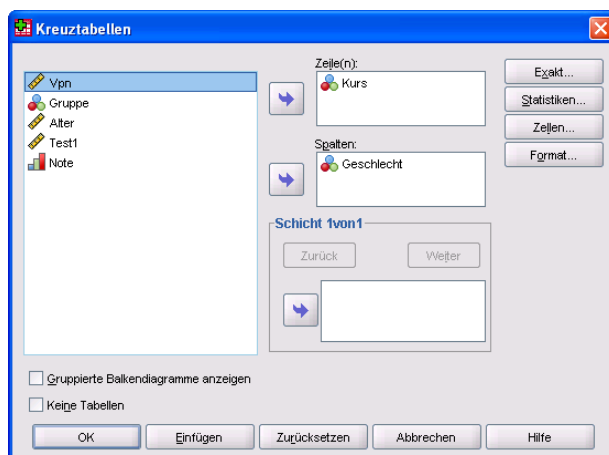 Kreuztabellen
Vpn
Gruppe
Alter
Test1
Note
Zeile(n):
Kurs
Spalten:
Geschlecht
Schicht 1von1
Zurück
Weiter
Exakt...
Statistiken...
Zellen...
Format...
Gruppierte Balkendiagramme anzeigen
Keine Tabellen
OK
Einfügen
Zurücksetzen
Abbrechen
Hilfe